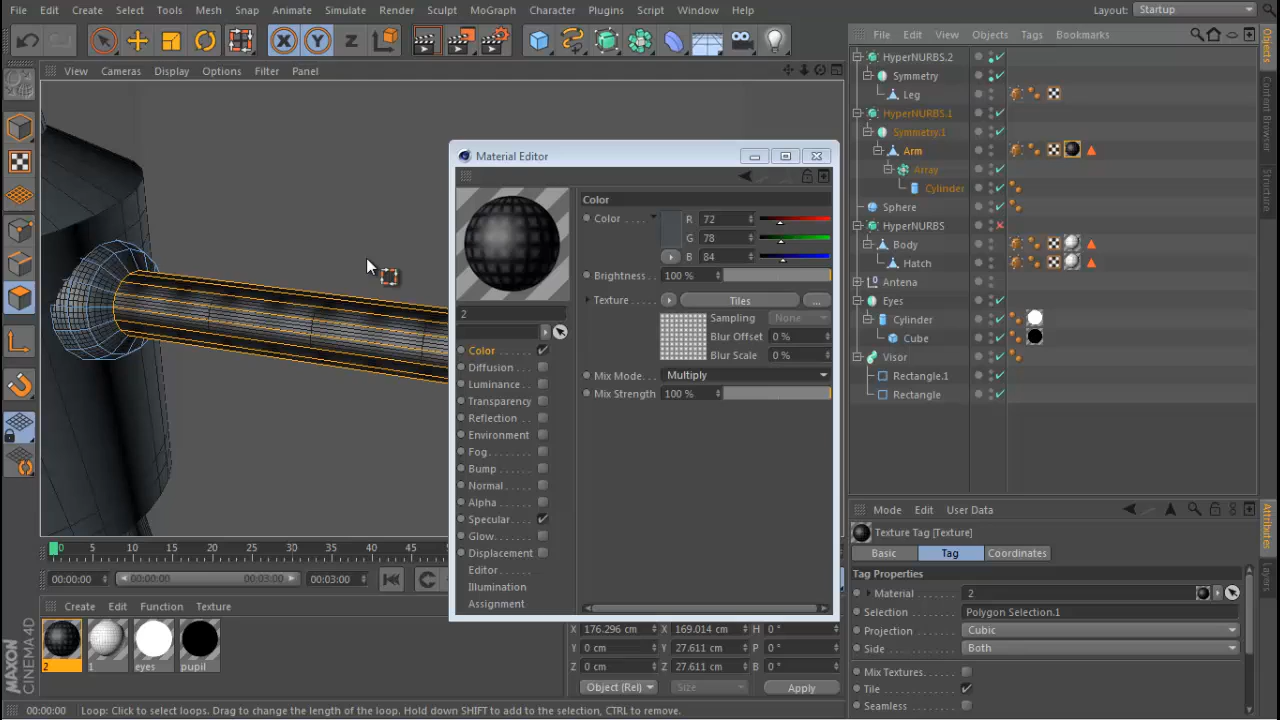 File Edit Create Select Tools Mesh Snap Animate Simulate Render Sculpt MoGraph Character Plugins Script Window Help Layout: Startup
View Cameras Display Options Filter Panel
File Edit View Objects Tags Bookmarks
HyperNURBS.2
Symmetry
Leg
HyperNURBS.1
Symmetry.1
Arm
Array
Cylinder
Sphere
HyperNURBS
Body
Hatch
Antena
Eyes
Cylinder
Cube
Visor
Rectangle.1
Rectangle
Objects
Content Browser
Structure
Material Editor
2
Color
Diffusion
Luminance
Transparency
Reflection
Environment
Fog
Bump
Normal
Alpha
Specular
Glow
Displacement
Editor
Illumination
Assignment
Color
Color R 72
G 78
B 84
Brightness 100 %
Texture Tiles ...
Sampling None
Blur Offset 0 %
Blur Scale 0 %
Mix Mode Multiply
Mix Strength 100 %
Mode Edit User Data
Texture Tag [Texture]
Basic Tag Coordinates
Tag Properties
Material 2
Selection Polygon Selection.1
Projection Cubic
Side Both
Mix Textures
Tile
Seamless
Attributes
Layers
0 5 10 15 20 25 30 35 40 45
00:00:00 00:00:00 00:03:00 00:03:00
Create Edit Function Texture
2 1 eyes pupil
X 176.296 cm X 169.014 cm H 0 °
Y 0 cm Y 27.611 cm P 0 °
Z 0 cm Z 27.611 cm B 0 °
Object (Rel) Size Apply
MAXON CINEMA 4D
00:00:00 Loop: Click to select loops. Drag to change the length of the loop. Hold down SHIFT to add to the selection, CTRL to remove.